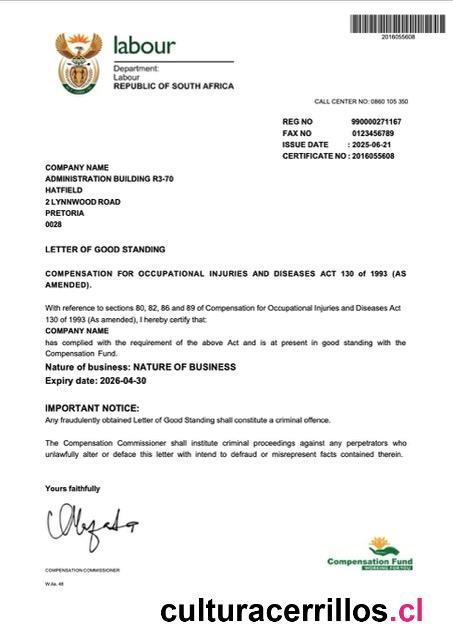 labour
2016055608
Department:
Labour
REPUBLIC OF SOUTH AFRICA
CALL CENTER NO: 0860 105 350
REG NO 990000271167
FAX NO 0123456789
ISSUE DATE : 2025-06-21
CERTIFICATE NO : 2016055608
COMPANY NAME
ADMINISTRATION BUILDING R3-70
HATFIELD
2 LYNNWOOD ROAD
PRETORIA
0028
LETTER OF GOOD STANDING
COMPENSATION FOR OCCUPATIONAL INJURIES AND DISEASES ACT 130 of 1993 (AS
AMENDED).
With reference to sections 80, 82, 86 and 89 of Compensation for Occupational Injuries and Diseases Act
130 of 1993 (As amended), I hereby certify that:
COMPANY NAME
has complied with the requirement of the above Act and is at present in good standing with the
Compensation Fund.
Nature of business: NATURE OF BUSINESS
Expiry date: 2026-04-30
IMPORTANT NOTICE:
Any fraudulently obtained Letter of Good Standing shall constitute a criminal offence.
The Compensation Commissioner shall institute criminal proceedings against any perpetrators who
unlawfully alter or deface this letter with intend to defraud or misrepresent facts contained therein.
Yours faithfully
COMPENSATION COMMISSIONER
W.As. 48
Compensation Fund
WORKING FOR YOU
culturacerrillos.cl